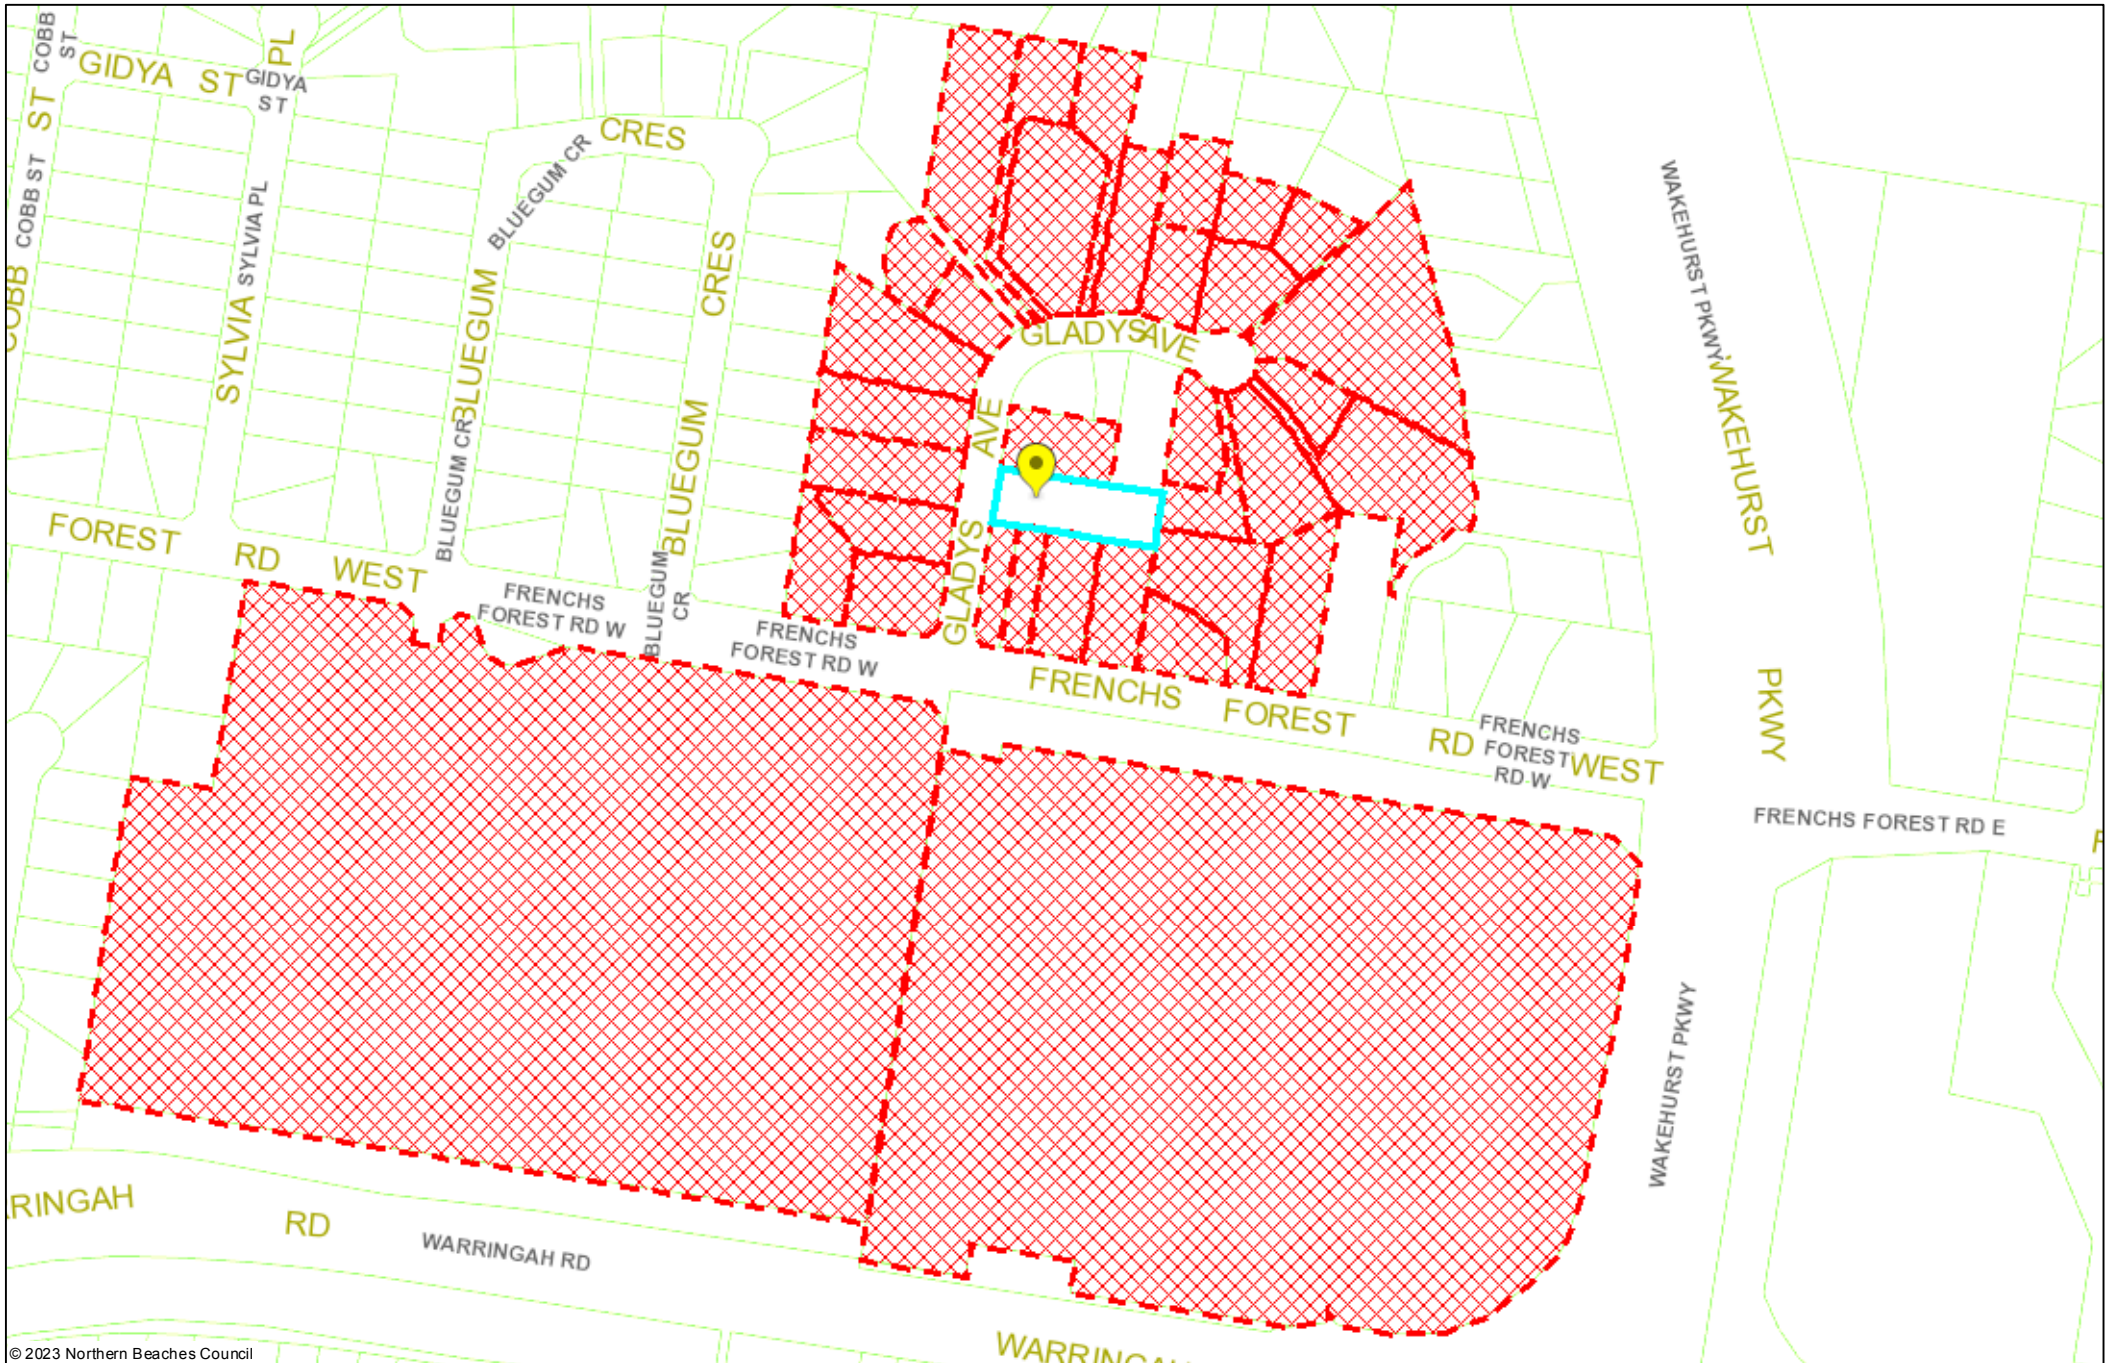 COBB
ST
COBB
ST
GIDYA ST
GIDYA
ST
PL
COBB ST
COBB
SYLVIA PL
SYLVIA
BLUEGUM CR
CRES
BLUEGUM
CRES
BLUEGUM CR
BLUEGUM
BLUEGUM
CR
GLADYS
AVE
AVE
GLADYS
WAKEHURST PKWY
WAKEHURST
PKWY
FOREST RD WEST
FRENCHS
FOREST RD W
FRENCHS
FOREST RD W
FRENCHS FOREST RD WEST
FRENCHS
FOREST
RD W
FRENCHS FOREST RD E
WAKEHURST PKWY
RRINGAH RD
WARRINGAH RD
WARRINGAH
© 2023 Northern Beaches Council